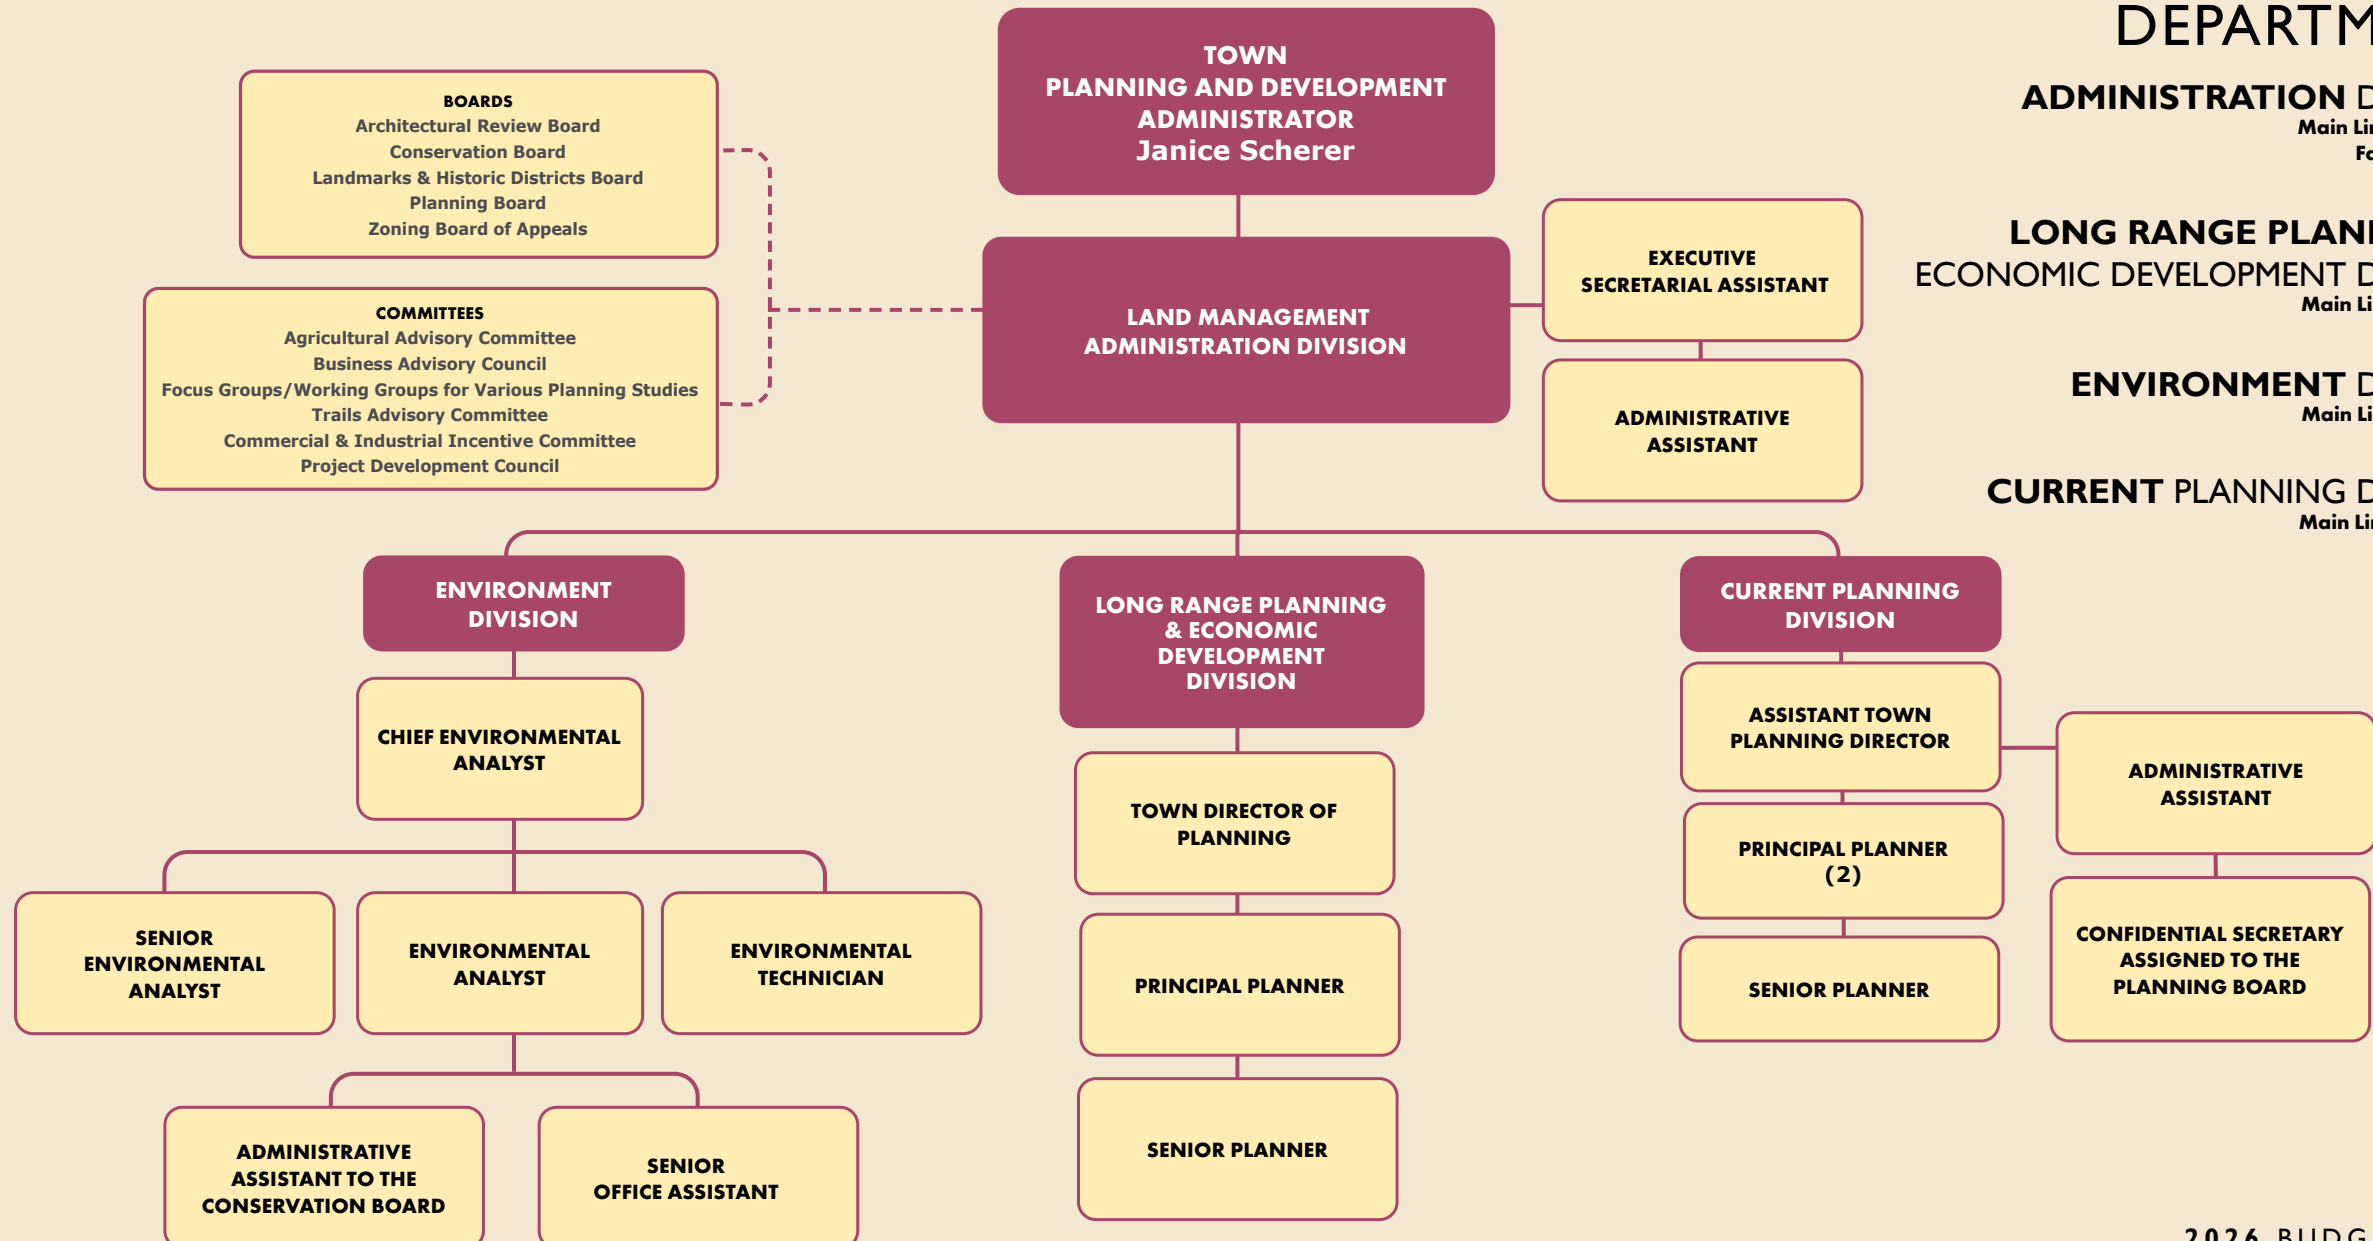 TOWN
PLANNING AND DEVELOPMENT
ADMINISTRATOR
Janice Scherer
BOARDS
Architectural Review Board
Conservation Board
Landmarks & Historic Districts Board
Planning Board
Zoning Board of Appeals
COMMITTEES
Agricultural Advisory Committee
Business Advisory Council
Focus Groups/Working Groups for Various Planning Studies
Trails Advisory Committee
Commercial & Industrial Incentive Committee
Project Development Council
LAND MANAGEMENT
ADMINISTRATION DIVISION
EXECUTIVE
SECRETARIAL ASSISTANT
ADMINISTRATIVE
ASSISTANT
ADMINISTRATION
Main
LONG RANGE
ECONOMIC DEVELOPMENT
Main
ENVIRONMENT
Main
CURRENT PLANNING
Main
ENVIRONMENT
DIVISION
CHIEF ENVIRONMENTAL
ANALYST
SENIOR
ENVIRONMENTAL
ANALYST
ENVIRONMENTAL
ANALYST
ENVIRONMENTAL
TECHNICIAN
ADMINISTRATIVE
ASSISTANT TO THE
CONSERVATION BOARD
SENIOR
OFFICE ASSISTANT
LONG RANGE PLANNING
& ECONOMIC
DEVELOPMENT
DIVISION
TOWN DIRECTOR OF
PLANNING
PRINCIPAL PLANNER
SENIOR PLANNER
CURRENT PLANNING
DIVISION
ASSISTANT TOWN
PLANNING DIRECTOR
PRINCIPAL PLANNER
(2)
SENIOR PLANNER
ADMINISTRATIVE
ASSISTANT
CONFIDENTIAL SECRETARY
ASSIGNED TO THE
PLANNING BOARD
2026